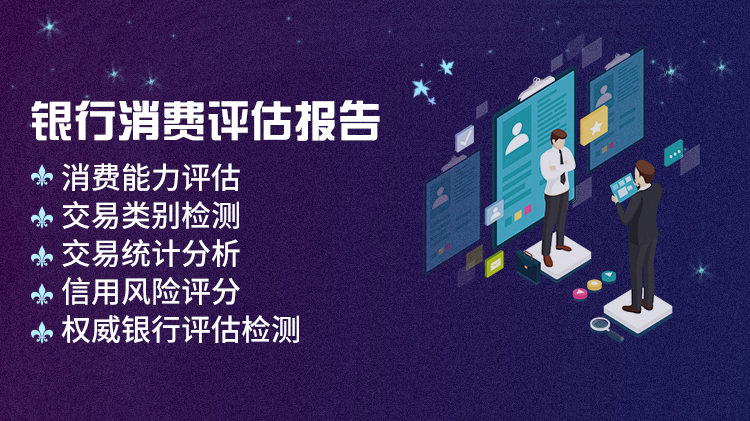 银行消费评估报告
消费能力评估
交易类别检测
交易统计分析
信用风险评分
权威银行评估检测